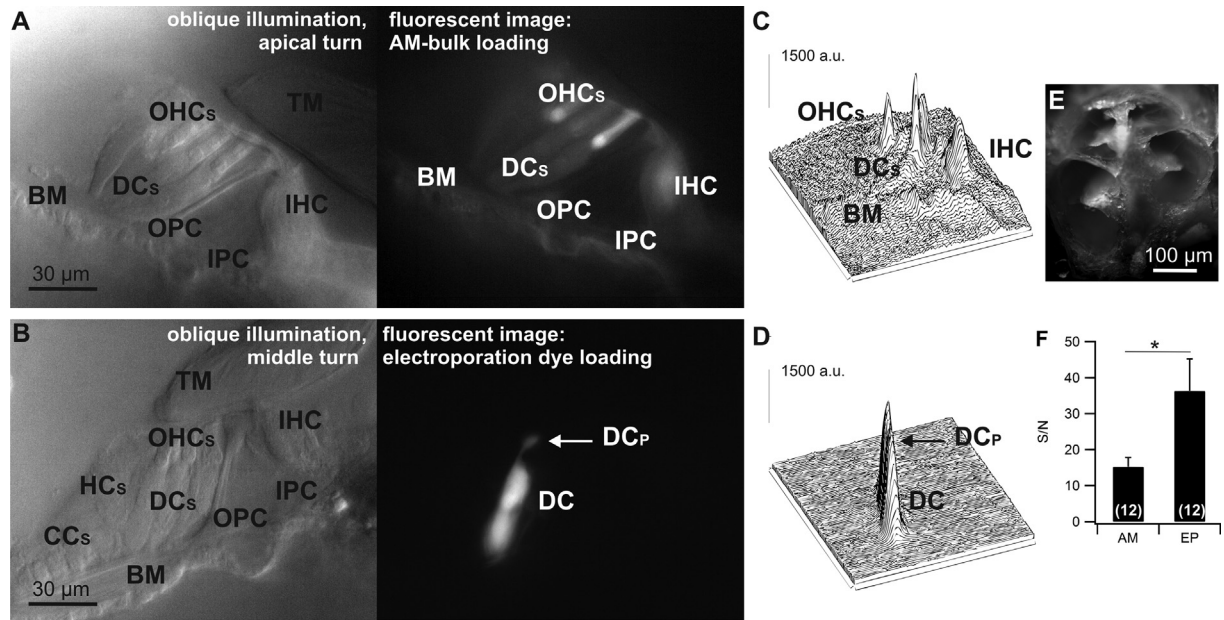 A
oblique illumination,
apical turn
TM
OHCs
DCs
BM
IHC
OPC
IPC
30 µm
fluorescent image:
AM-bulk loading
OHCs
BM
DCs
IHC
OPC
IPC
C
1500 a.u.
OHCs
IHC
DCs
BM
E
100 µm
B
oblique illumination,
middle turn
TM
IHC
OHCs
HCs
DCs
IPC
OPC
CCs
BM
30 µm
fluorescent image:
electroporation dye loading
DCP
DC
D
1500 a.u.
DCP
DC
F
50
40
30
20
10
0
S/N
*
(12)
(12)
AM
EP